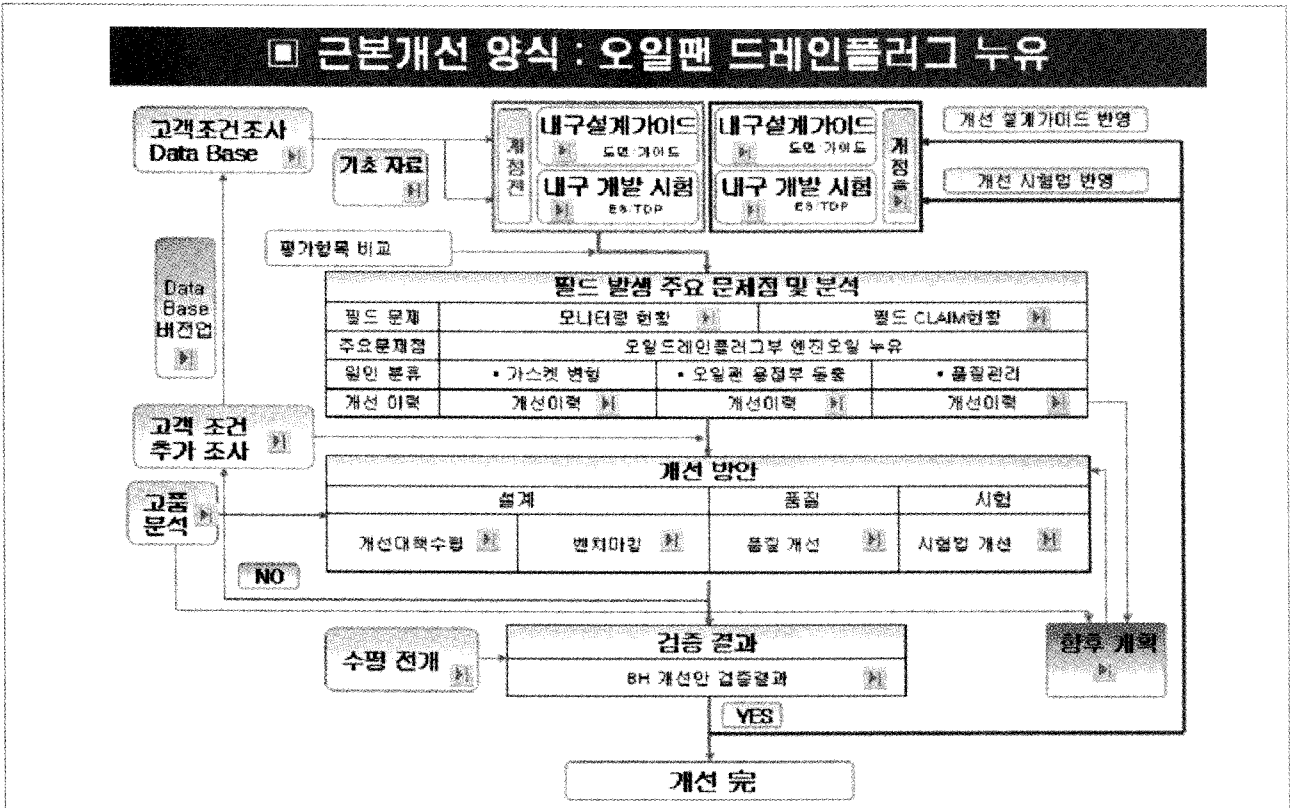 ▣ 근본개선 양식 : 오일팬 드레인플러그 누유
고객조건조사
Data Base
기초 자료
개정전
내구설계가이드
도면·가이드
내구 개발 시험
ES/TDP
내구설계가이드
도면·가이드
내구 개발 시험
ES/TDP
개정후
개선 설계가이드 반영
개선 시험법 반영
평가항목 비교
Data
Base
버전업
필드 발생 주요 문제점 및 분석
필드 문제
모니터링 현황
필드 CLAIM현황
주요문제점
오일드레인플러그부 엔진오일 누유
원인 분류
• 가스켓 변형
• 오일팬 용접부 돌출
• 품질관리
개선 이력
개선이력
개선이력
개선이력
고객 조건
추가 조사
고품
분석
개선 방안
설계
품질
시험
개선대책수립
벤치마킹
품질 개선
시험법 개선
NO
수평 전개
검증 결과
BH 개선안 검증결과
향후 계획
YES
개선 完